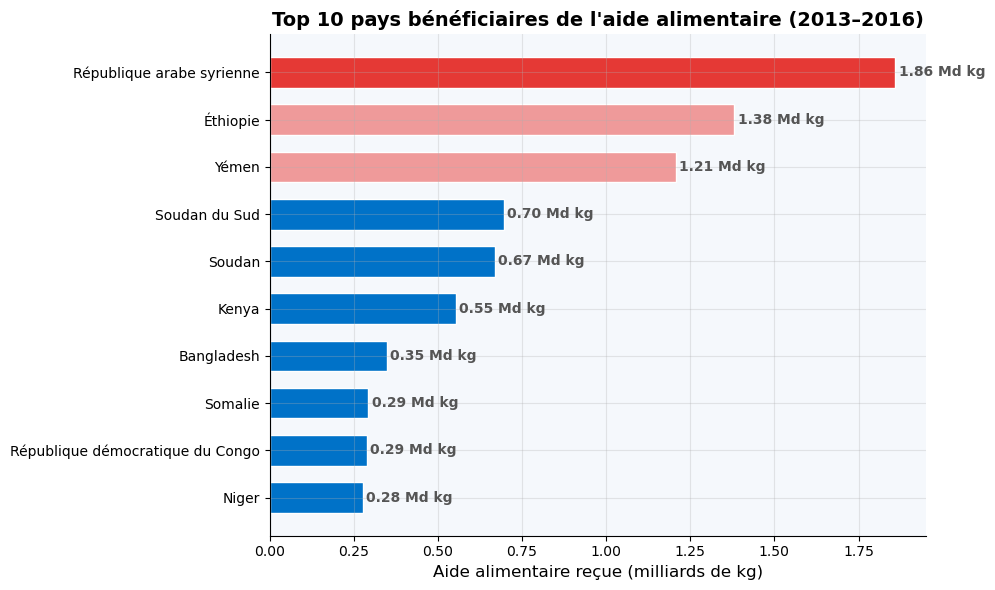 Top 10 pays bénéficiaires de l'aide alimentaire (2013–2016)
République arabe syrienne 1.86 Md kg
Éthiopie 1.38 Md kg
Yémen 1.21 Md kg
Soudan du Sud 0.70 Md kg
Soudan 0.67 Md kg
Kenya 0.55 Md kg
Bangladesh 0.35 Md kg
Somalie 0.29 Md kg
République démocratique du Congo 0.29 Md kg
Niger 0.28 Md kg
0.00 0.25 0.50 0.75 1.00 1.25 1.50 1.75
Aide alimentaire reçue (milliards de kg)